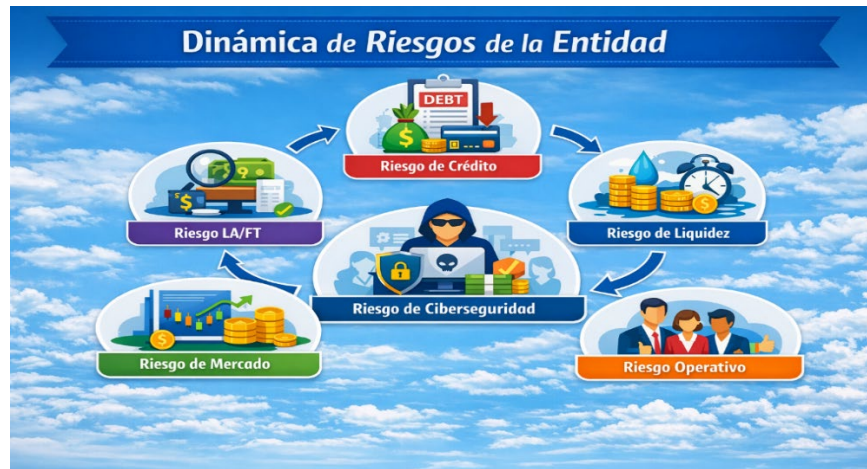 Dinámica de Riesgos de la Entidad
DEBT
$
Riesgo de Crédito
$
Riesgo LA/FT
$
Riesgo de Liquidez
Riesgo de Ciberseguridad
$
Riesgo de Mercado
Riesgo Operativo